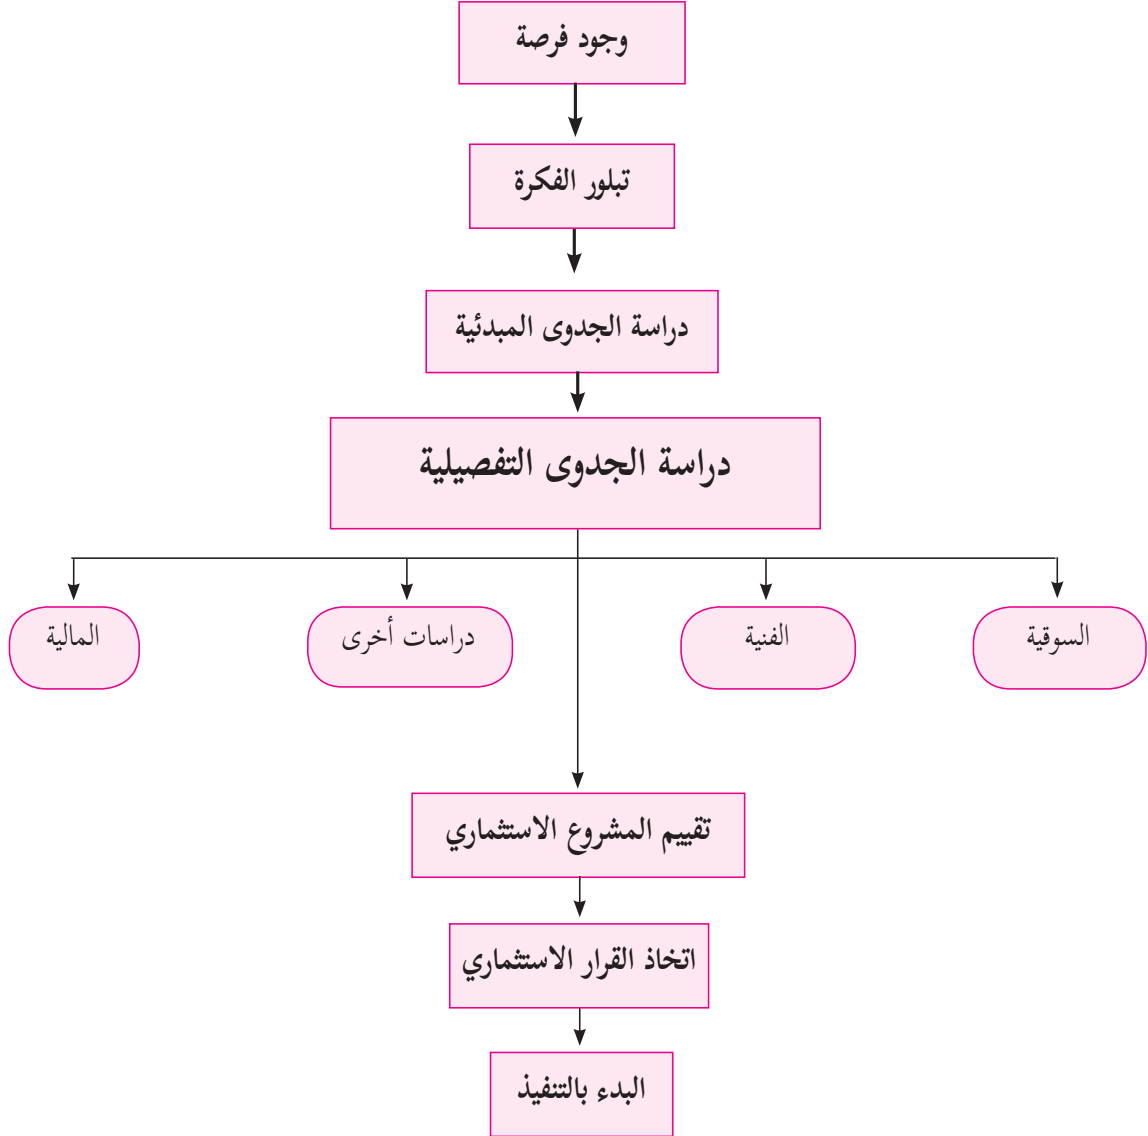 وجود فرصة
تبلور الفكرة
دراسة الجدوى المبدئية
دراسة الجدوى التفصيلية
السوقية
الفنية
دراسات أخرى
المالية
تقييم المشروع الاستثماري
اتخاذ القرار الاستثماري
البدء بالتنفيذ